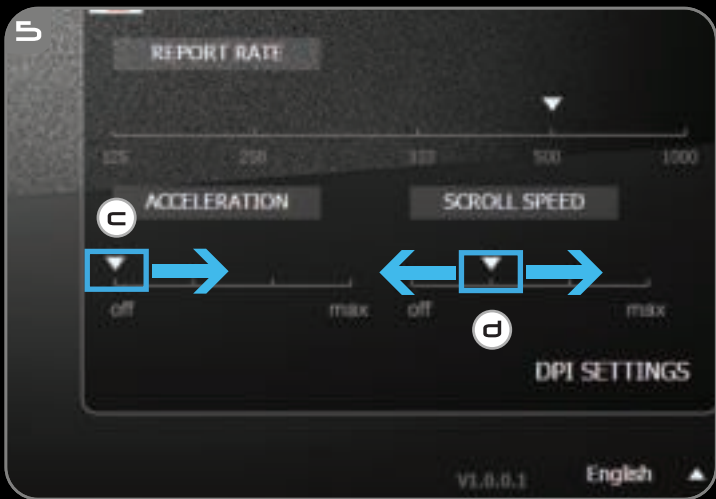 5
REPORT RATE
125 250 333 500 1000
ACCELERATION SCROLL SPEED
c
off max off max
d
DPI SETTINGS
V1.0.0.1 English